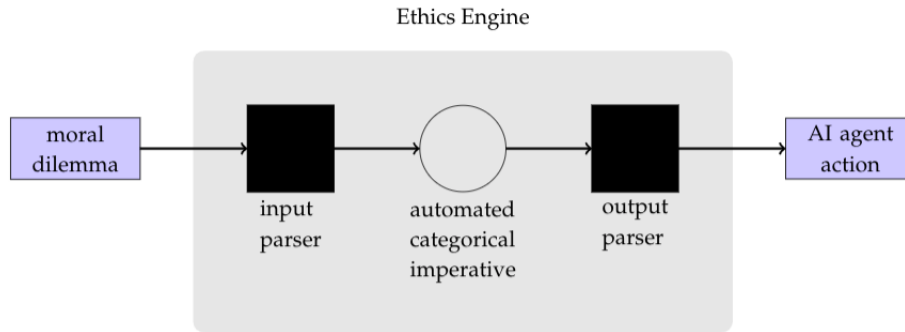 Ethics Engine
moral
dilemma
input
parser
automated
categorical
imperative
output
parser
AI agent
action